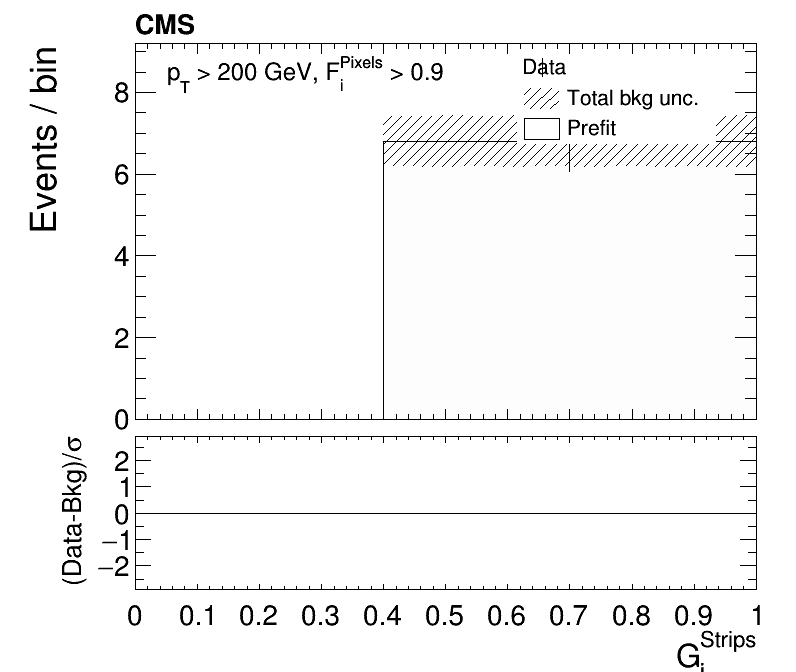 CMS
p_T > 200 GeV, F_i^Pixels > 0.9
Data
Total bkg unc.
Prefit
Events / bin
8
6
4
2
0
(Data-Bkg)/σ
2
1
0
−1
−2
0 0.1 0.2 0.3 0.4 0.5 0.6 0.7 0.8 0.9 1
G_i^Strips